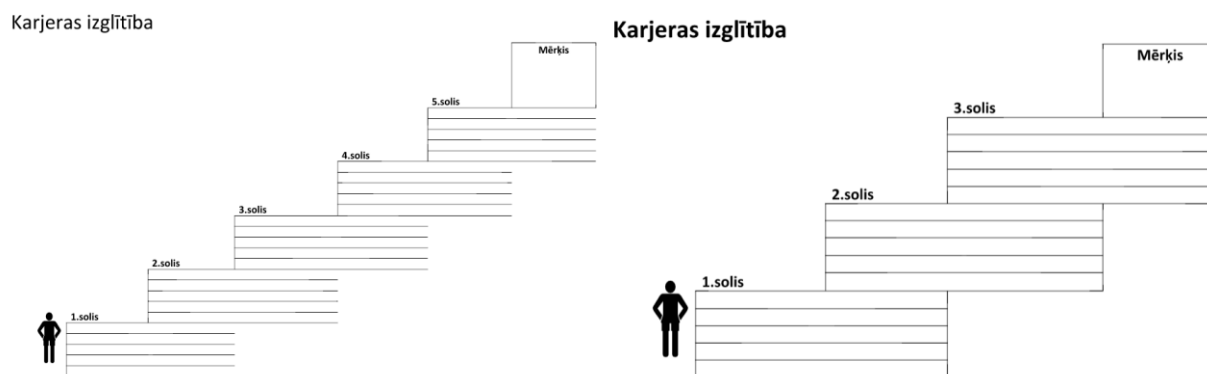 Karjeras izglītība
Mērķis
5.solis
4.solis
3.solis
2.solis
1.solis
Karjeras izglītība
Mērķis
3.solis
2.solis
1.solis